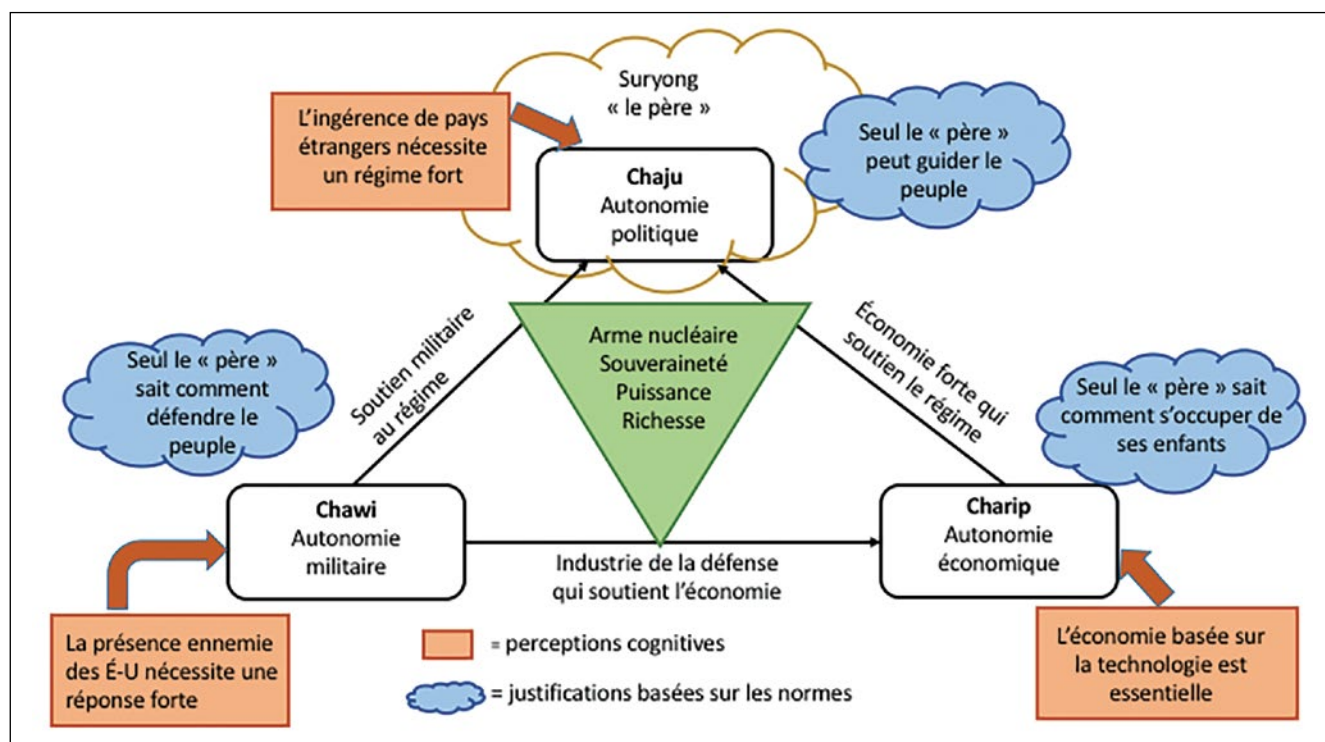 Suryong
« le père »
L’ingérence de pays
étrangers nécessite
un régime fort
Seul le « père »
peut guider le
peuple
Chaju
Autonomie
politique
Soutien militaire
au régime
Arme nucléaire
Souveraineté
Puissance
Richesse
Économie forte qui
soutien le régime
Seul le « père »
sait comment
défendre le
peuple
Seul le « père » sait
comment s’occuper de
ses enfants
Chawi
Autonomie
militaire
Charip
Autonomie
économique
Industrie de la défense
qui soutient l’économie
La présence ennemie
des É-U nécessite une
réponse forte
= perceptions cognitives
= justifications basées sur les normes
L’économie basée sur
la technologie est
essentielle